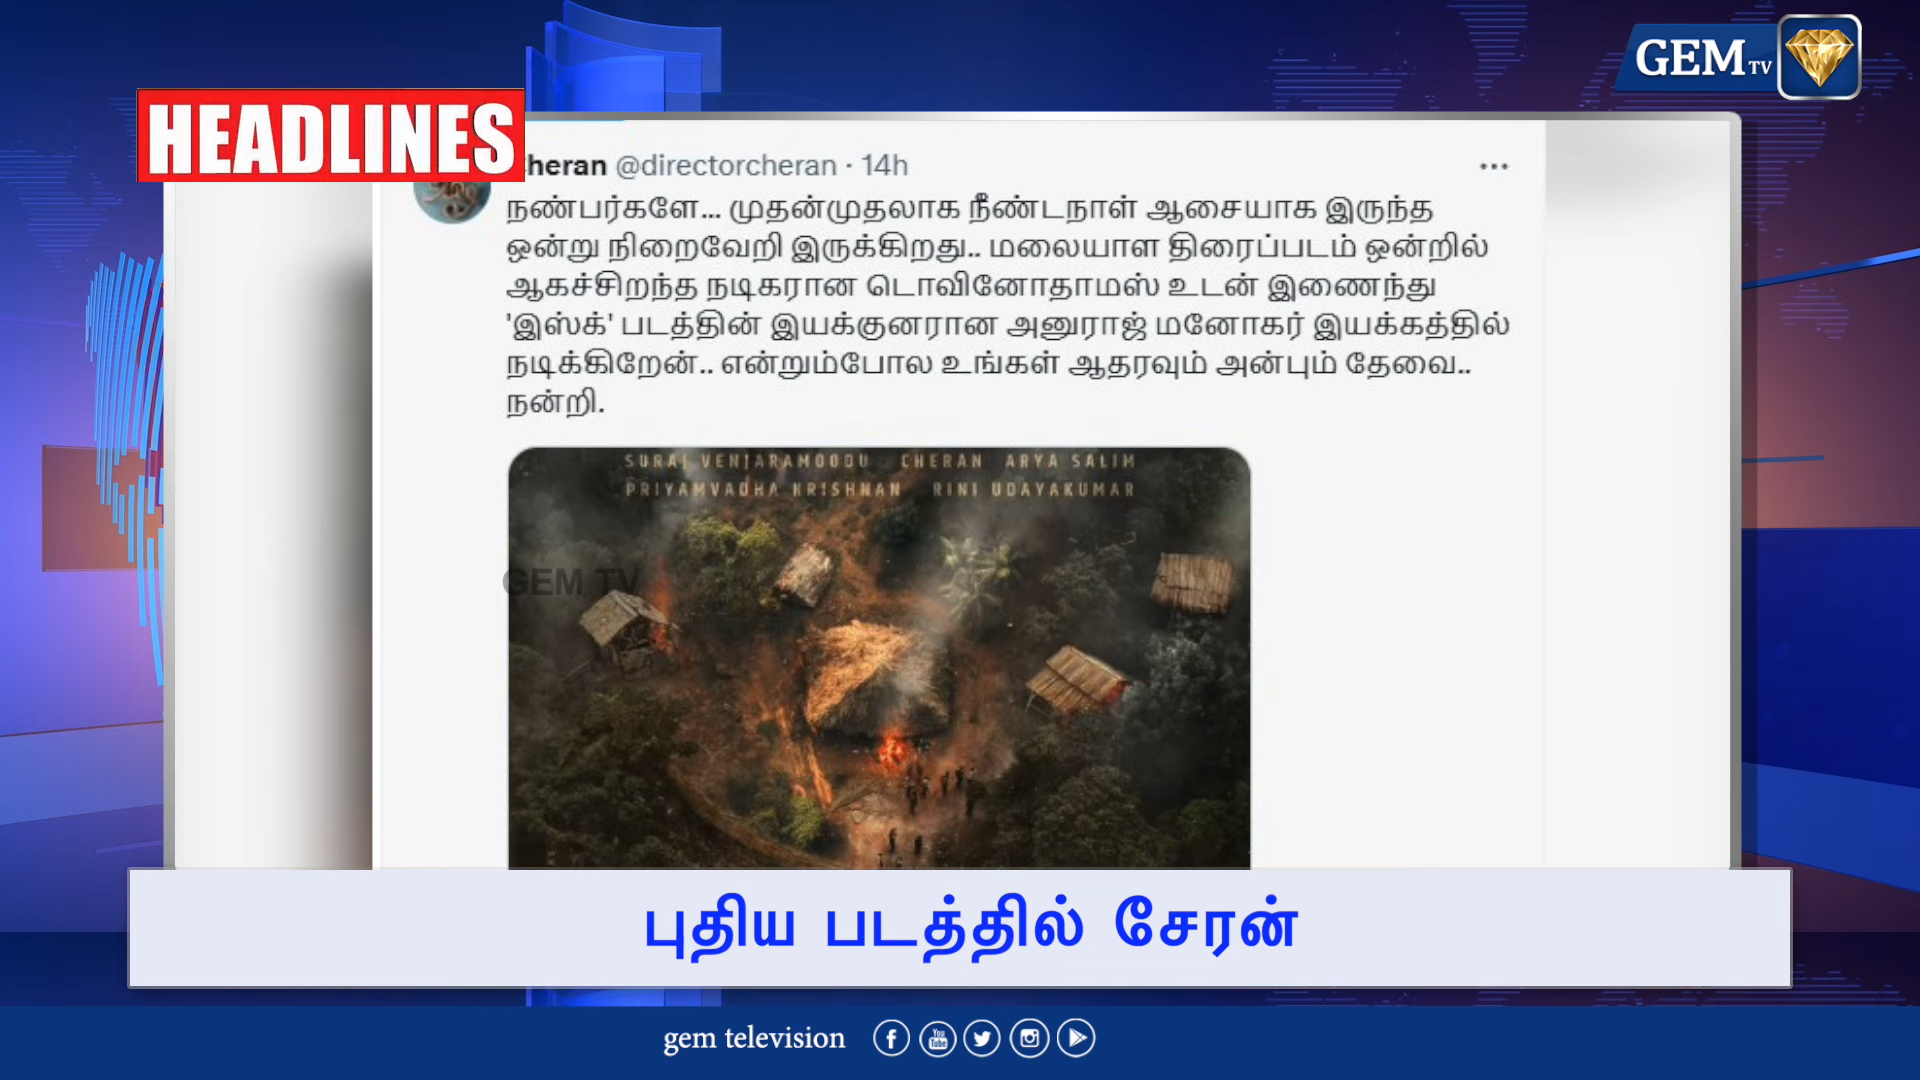 GEM TV
HEADLINES
heran @directorcheran · 14h
நண்பர்களே... முதன்முதலாக நீண்டநாள் ஆசையாக இருந்த
ஒன்று நிறைவேறி இருக்கிறது.. மலையாள திரைப்படம் ஒன்றில்
ஆகச்சிறந்த நடிகரான டொவினோதாமஸ் உடன் இணைந்து
'இஸ்க்' படத்தின் இயக்குனரான அனுராஜ் மனோகர் இயக்கத்தில்
நடிக்கிறேன்.. என்றும்போல உங்கள் ஆதரவும் அன்பும் தேவை..
நன்றி.
SURAJ VENJARAMOODU CHERAN ARYA SALIM
PRIYAMVADHA KRISHNAN RINI UDAYAKUMAR
GEM TV
புதிய படத்தில் சேரன்
gem television